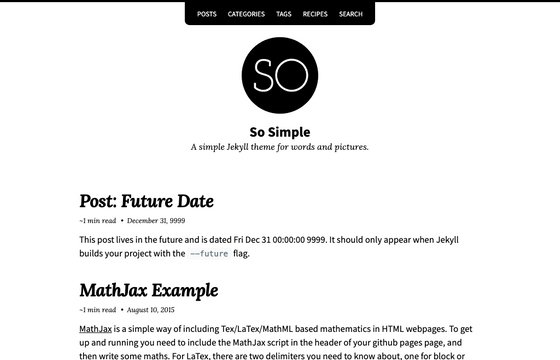 POSTS CATEGORIES TAGS RECIPES SEARCH
SO
So Simple
A simple Jekyll theme for words and pictures.
Post: Future Date
~1 min read • December 31, 9999
This post lives in the future and is dated Fri Dec 31 00:00:00 9999. It should only appear when Jekyll
builds your project with the --future flag.
MathJax Example
~1 min read • August 10, 2015
MathJax is a simple way of including Tex/LaTex/MathML based mathematics in HTML webpages. To get
up and running you need to include the MathJax script in the header of your github pages page, and
then write some maths. For LaTex, there are two delimiters you need to know about, one for block or